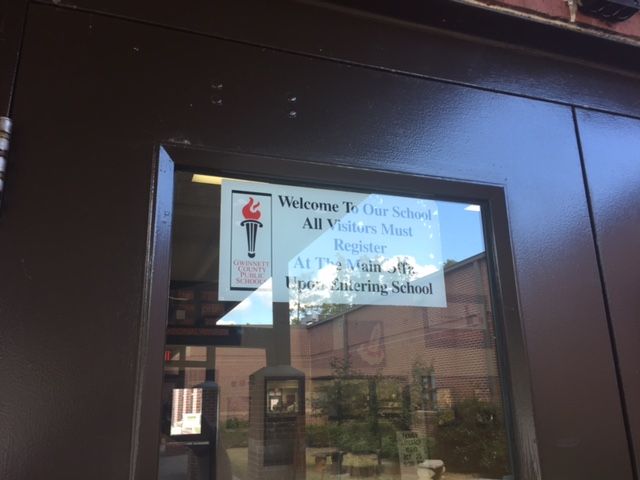 Welcome To Our School
All Visitors Must
Register
At The Main
Upon Entering School
GWINNETT
COUNTY
PUBLIC
SCHOOLS